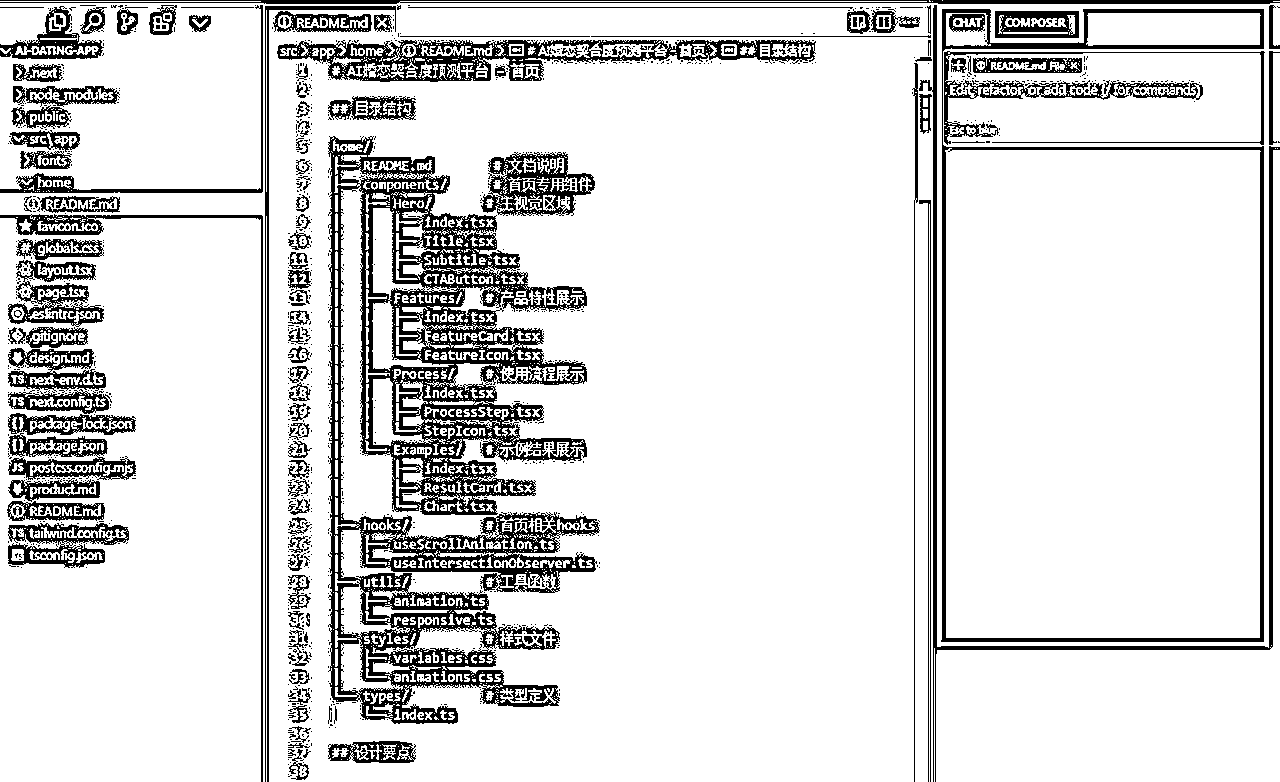 README.md
AI-DATING-APP
.next
node_modules
public
src\app
fonts
home
README.md
favicon.ico
globals.css
layout.tsx
page.tsx
.eslintrc.json
.gitignore
design.md
TS next-env.d.ts
TS next.config.ts
{} package-lock.json
{} package.json
JS postcss.config.mjs
product.md
README.md
TS tailwind.config.ts
tsconfig.json
src > app > home > README.md > # AI婚恋契合度预测平台 - 首页 > ## 目录结构
1 # AI婚恋契合度预测平台 - 首页
2
3 ## 目录结构
4
5 home/
6 ├── README.md # 文档说明
7 ├── components/ # 首页专用组件
8 │ ├── Hero/ # 主视觉区域
9 │ │ ├── index.tsx
10 │ │ ├── Title.tsx
11 │ │ ├── Subtitle.tsx
12 │ │ └── CTAButton.tsx
13 │ ├── Features/ # 产品特性展示
14 │ │ ├── index.tsx
15 │ │ ├── FeatureCard.tsx
16 │ │ └── FeatureIcon.tsx
17 │ ├── Process/ # 使用流程展示
18 │ │ ├── index.tsx
19 │ │ ├── ProcessStep.tsx
20 │ │ └── StepIcon.tsx
21 │ └── Examples/ # 示例结果展示
22 │ ├── index.tsx
23 │ ├── ResultCard.tsx
24 │ └── Chart.tsx
25 ├── hooks/ # 首页相关hooks
26 │ ├── useScrollAnimation.ts
27 │ └── useIntersectionObserver.ts
28 ├── utils/ # 工具函数
29 │ ├── animation.ts
30 │ └── responsive.ts
31 ├── styles/ # 样式文件
32 │ ├── variables.css
33 │ └── animations.css
34 └── types/ # 类型定义
35 └── index.ts
36
37 ## 设计要点
38
CHAT COMPOSER
+ README.md File ×
Edit, refactor or add code (/ for commands)